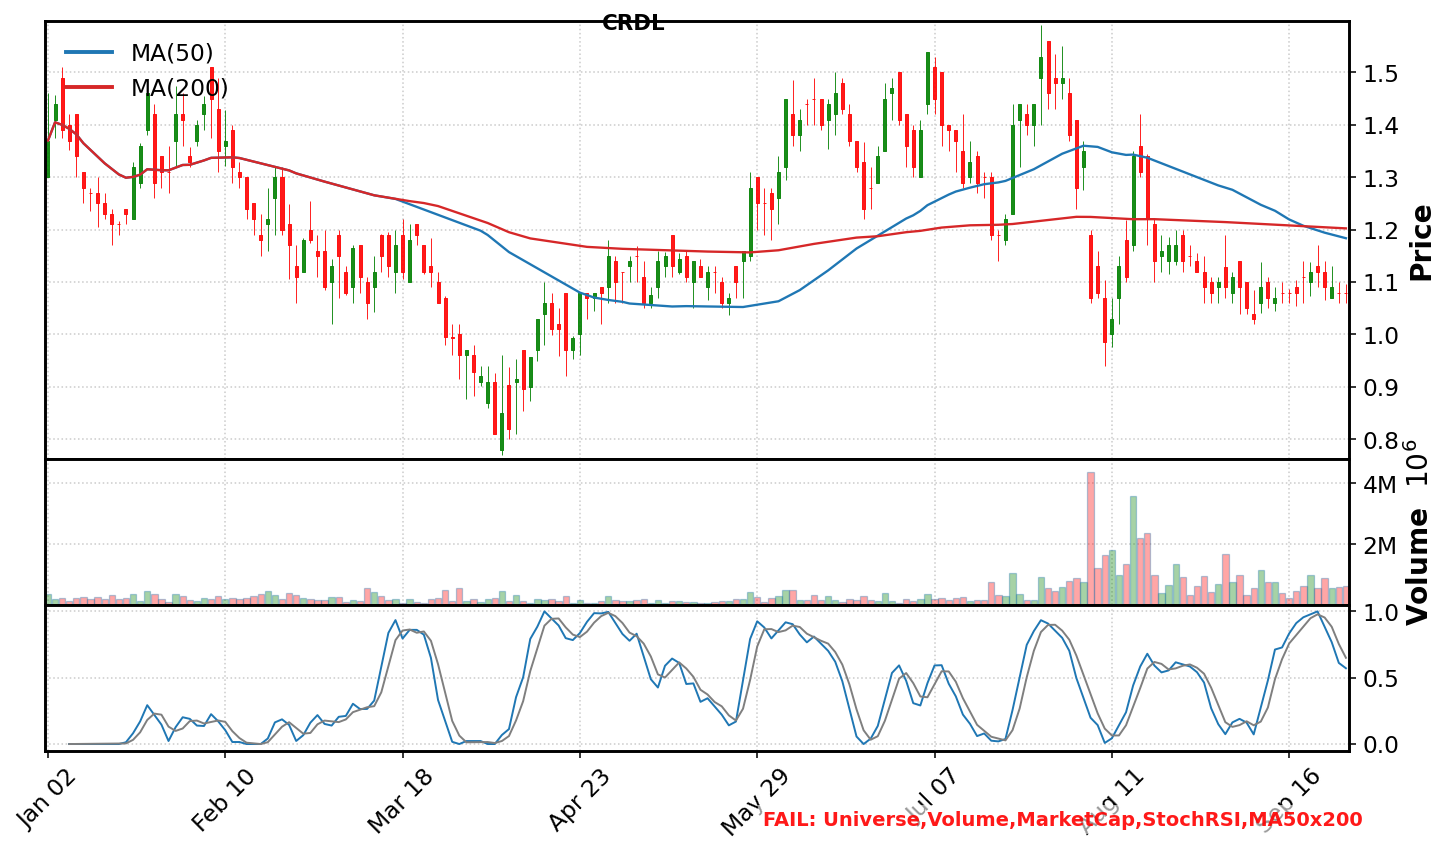 CRDL
MA(50)
MA(200)
1.5
1.4
1.3
1.2
1.1
1.0
0.9
0.8
Price
4M
2M
Volume 10^6
1.0
0.5
0.0
Jan 02
Feb 10
Mar 18
Apr 23
May 29
Jul 07
Aug 11
Sep 16
FAIL: Universe,Volume,MarketCap,StochRSI,MA50x200